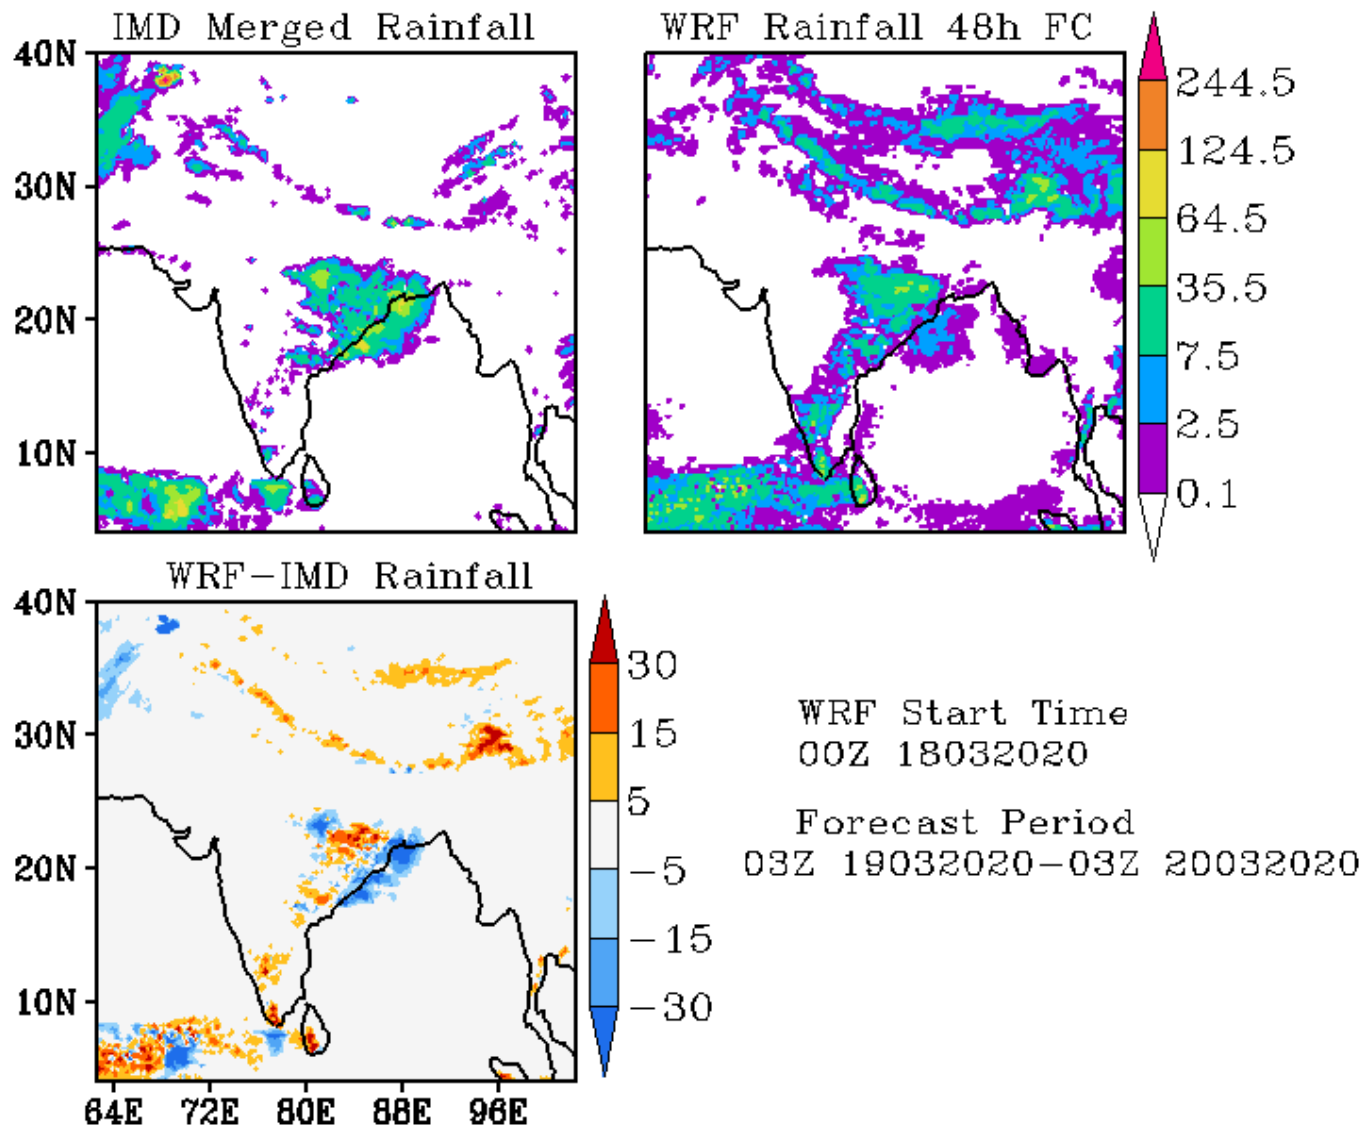 IMD Merged Rainfall
WRF Rainfall 48h FC
40N
30N
20N
10N
244.5
124.5
64.5
35.5
7.5
2.5
0.1
WRF-IMD Rainfall
40N
30N
20N
10N
64E 72E 80E 88E 96E
30
15
5
-5
-15
-30
WRF Start Time
00Z 18032020
Forecast Period
03Z 19032020-03Z 20032020